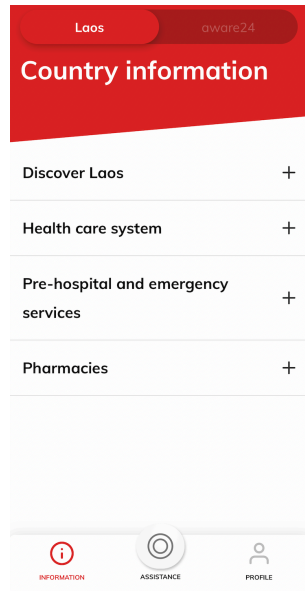 Laos
aware24
Country information
Discover Laos
Health care system
Pre-hospital and emergency
services
Pharmacies
INFORMATION
ASSISTANCE
PROFILE